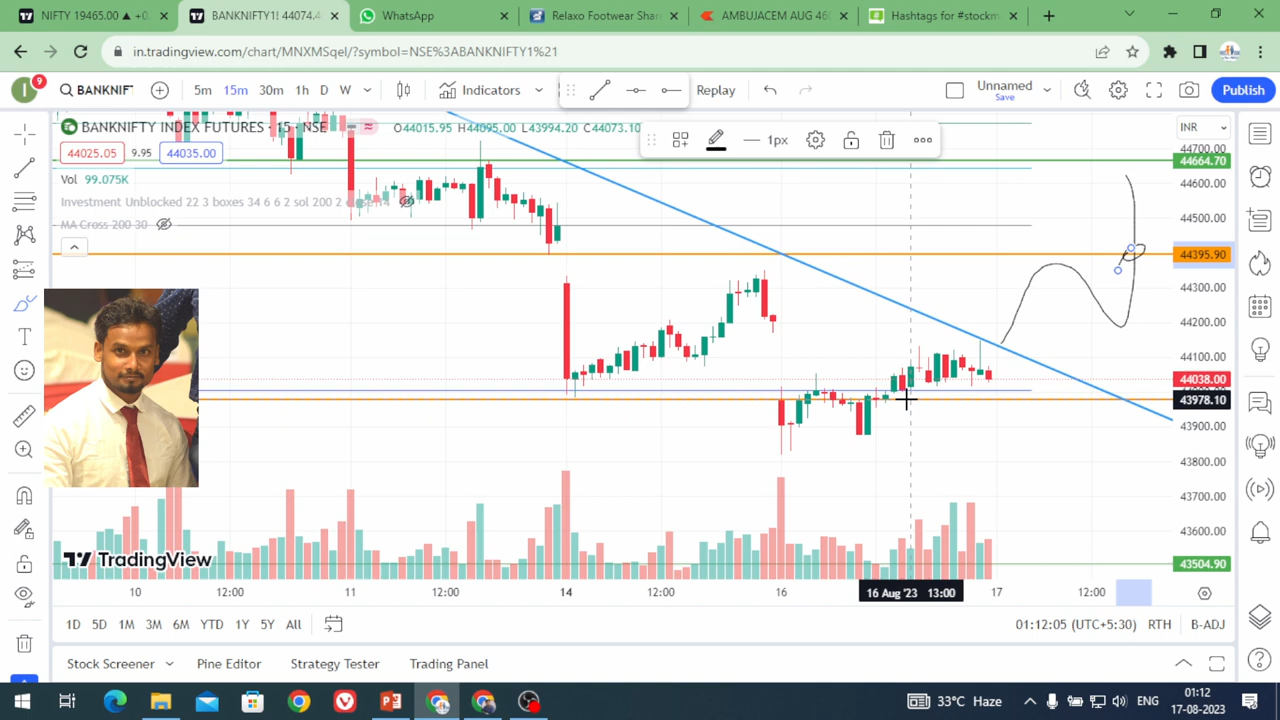 NIFTY 19465.00 ▲ +0.
BANKNIFTY1! 44074.4
WhatsApp
Relaxo Footwear Shar
AMBUJACEM AUG 460
Hashtags for #stockm
in.tradingview.com/chart/MNXMSqel/?symbol=NSE%3ABANKNIFTY1%21
9
BANKNIFT
5m 15m 30m 1h D W
Indicators
Replay
Unnamed
Save
Publish
BANKNIFTY INDEX FUTURES · 15 · NSE
O44015.95 H44095.00 L43994.20 C44073.10
1px
INR
44025.05 9.95 44035.00
Vol 99.075K
Investment Unblocked 22 3 boxes 34 6 6 2 sol 200 2
MA Cross 200 30
44700.00
44664.70
44600.00
44500.00
44395.90
44300.00
44200.00
44100.00
44038.00
43978.10
43900.00
43800.00
43700.00
43600.00
43504.90
TradingView
10 12:00 11 12:00 14 12:00 16 16 Aug '23 13:00 17 12:00
1D 5D 1M 3M 6M YTD 1Y 5Y All
01:12:05 (UTC+5:30) RTH B-ADJ
Stock Screener Pine Editor Strategy Tester Trading Panel
33°C Haze
ENG
01:12
17-08-2023